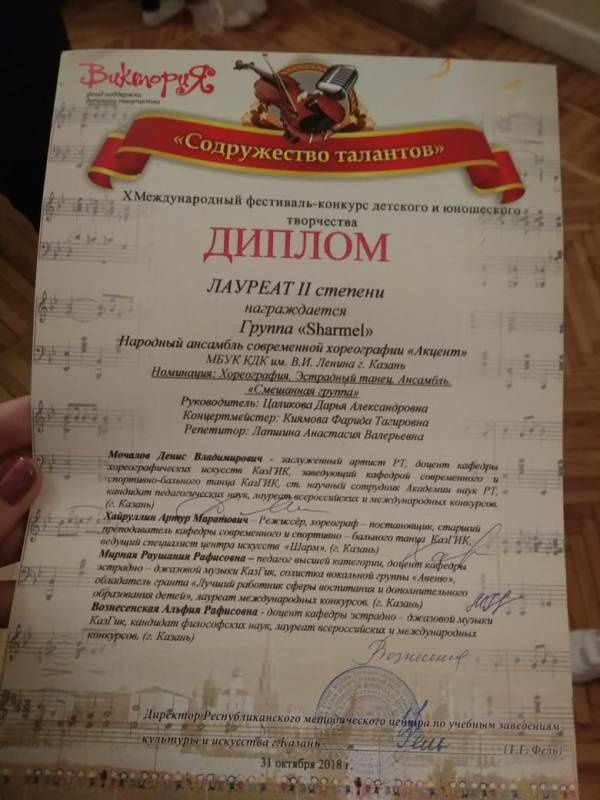 ВикториЯ
фонд поддержки
детского творчества
«Содружество талантов»
X Международный фестиваль-конкурс детского и юношеского
творчества
ДИПЛОМ
ЛАУРЕАТ II степени
награждается
Группа «Sharmel»
Народный ансамбль современной хореографии «Акцент»
МБУК КДК им. В.И. Ленина г. Казань
Номинация: Хореография. Эстрадный танец. Ансамбль.
«Смешанная группа»
Руководитель: Цаликова Дарья Александровна
Концертмейстер: Киямова Фарида Тагировна
Репетитор: Лапшина Анастасия Валерьевна
Мочалов Денис Владимирович - заслуженный артист РТ, доцент кафедры
хореографических искусств КазГИК, заведующий кафедрой современного и
спортивно-бального танца КазГИК, ст. научный сотрудник Академии наук РТ,
кандидат педагогических наук, лауреат всероссийских и международных конкурсов.
(г. Казань)
Хайруллин Артур Маратович – Режиссёр, хореограф – постановщик, старший
преподаватель кафедры современного и спортивно – бального танца КазГИК,
ведущий специалист центра искусств «Шарм». (г. Казань)
Мирная Раушания Рафисовна – педагог высшей категории, доцент кафедры
эстрадно – джазовой музыки КазГик, солистка вокальной группы «Авеню»,
обладатель гранта «Лучший работник сферы воспитания и дополнительного
образования детей», лауреат международных конкурсов. (г. Казань)
Вознесенская Альфия Рафисовна - доцент кафедры эстрадно – джазовой музыки
КазГик, кандидат философских наук, лауреат всероссийских и международных
конкурсов. (г. Казань)
Директор Республиканского методического центра по учебным заведениям
культуры и искусства г.Казань (Т.Г. Фель)
31 октября 2018 г.